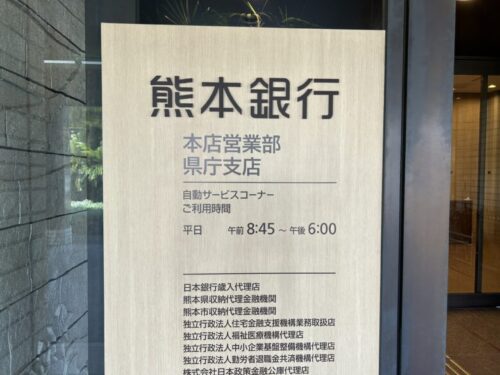 熊本銀行
本店営業部
県庁支店
自動サービスコーナー
ご利用時間
平日 午前 8:45 ~ 午後 6:00
日本銀行歳入代理店
熊本県収納代理金融機関
熊本市収納代理金融機関
独立行政法人住宅金融支援機構業務取扱店
独立行政法人福祉医療機構代理店
独立行政法人中小企業基盤整備機構代理店
独立行政法人勤労者退職金共済機構代理店
株式会社日本政策金融公庫代理店